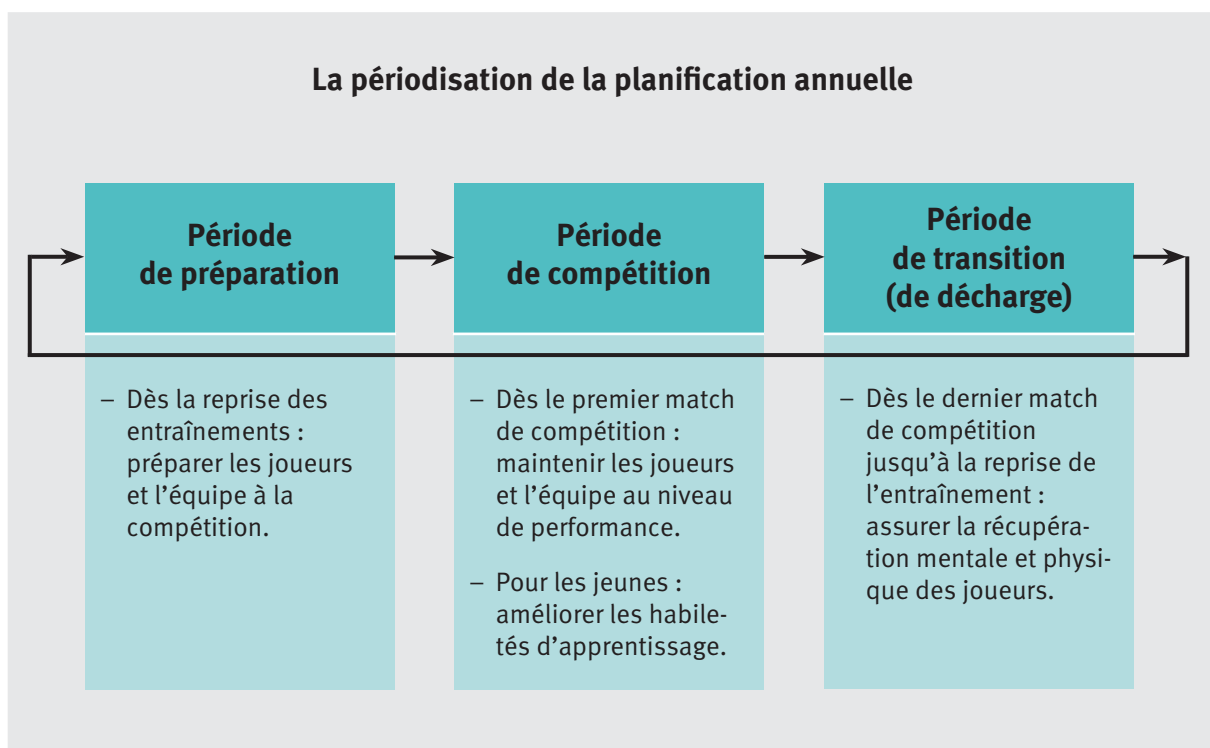 La périodisation de la planification annuelle
Période
de préparation
– Dès la reprise des
entraînements :
préparer les joueurs
et l’équipe à la
compétition.
Période
de compétition
– Dès le premier match
de compétition :
maintenir les joueurs
et l’équipe au niveau
de performance.
– Pour les jeunes :
améliorer les habile-
tés d’apprentissage.
Période
de transition
(de décharge)
– Dès le dernier match
de compétition
jusqu’à la reprise de
l’entraînement :
assurer la récupéra-
tion mentale et physi-
que des joueurs.